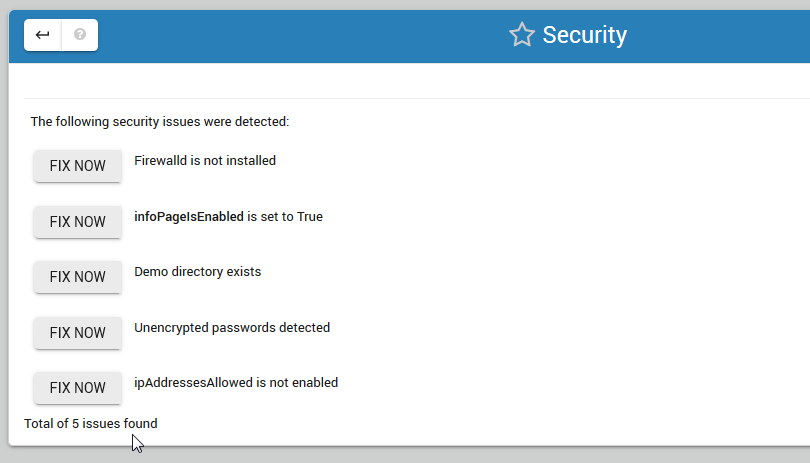 Security
The following security issues were detected:
FIX NOW Firewalld is not installed
FIX NOW infoPageIsEnabled is set to True
FIX NOW Demo directory exists
FIX NOW Unencrypted passwords detected
FIX NOW ipAddressesAllowed is not enabled
Total of 5 issues found